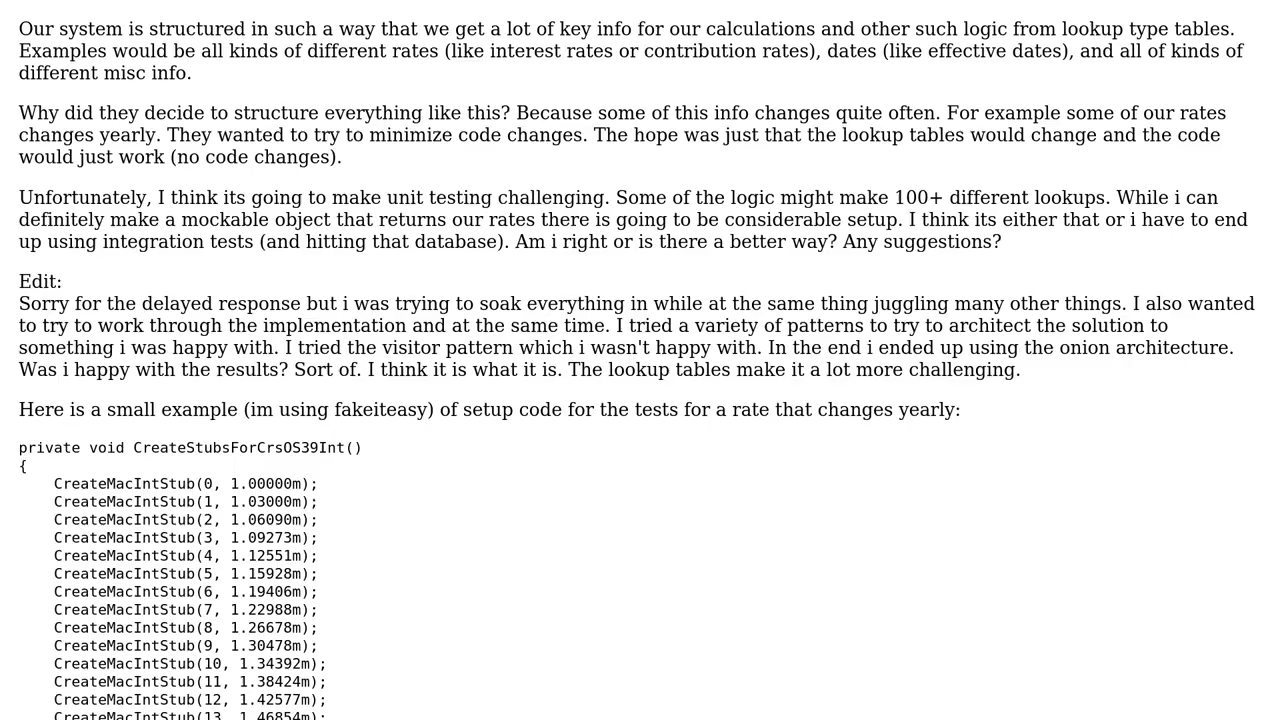 Our system is structured in such a way that we get a lot of key info for our calculations and other such logic from lookup type tables.
Examples would be all kinds of different rates (like interest rates or contribution rates), dates (like effective dates), and all of kinds of
different misc info.
Why did they decide to structure everything like this? Because some of this info changes quite often. For example some of our rates
changes yearly. They wanted to try to minimize code changes. The hope was just that the lookup tables would change and the code
would just work (no code changes).
Unfortunately, I think its going to make unit testing challenging. Some of the logic might make 100+ different lookups. While i can
definitely make a mockable object that returns our rates there is going to be considerable setup. I think its either that or i have to end
up using integration tests (and hitting that database). Am i right or is there a better way? Any suggestions?
Edit:
Sorry for the delayed response but i was trying to soak everything in while at the same thing juggling many other things. I also wanted
to try to work through the implementation and at the same time. I tried a variety of patterns to try to architect the solution to
something i was happy with. I tried the visitor pattern which i wasn't happy with. In the end i ended up using the onion architecture.
Was i happy with the results? Sort of. I think it is what it is. The lookup tables make it a lot more challenging.
Here is a small example (im using fakeiteasy) of setup code for the tests for a rate that changes yearly:
private void CreateStubsForCrsOS39Int()
{
    CreateMacIntStub(0, 1.00000m);
    CreateMacIntStub(1, 1.03000m);
    CreateMacIntStub(2, 1.06090m);
    CreateMacIntStub(3, 1.09273m);
    CreateMacIntStub(4, 1.12551m);
    CreateMacIntStub(5, 1.15928m);
    CreateMacIntStub(6, 1.19406m);
    CreateMacIntStub(7, 1.22988m);
    CreateMacIntStub(8, 1.26678m);
    CreateMacIntStub(9, 1.30478m);
    CreateMacIntStub(10, 1.34392m);
    CreateMacIntStub(11, 1.38424m);
    CreateMacIntStub(12, 1.42577m);
    CreateMacIntStub(13, 1.46854m);